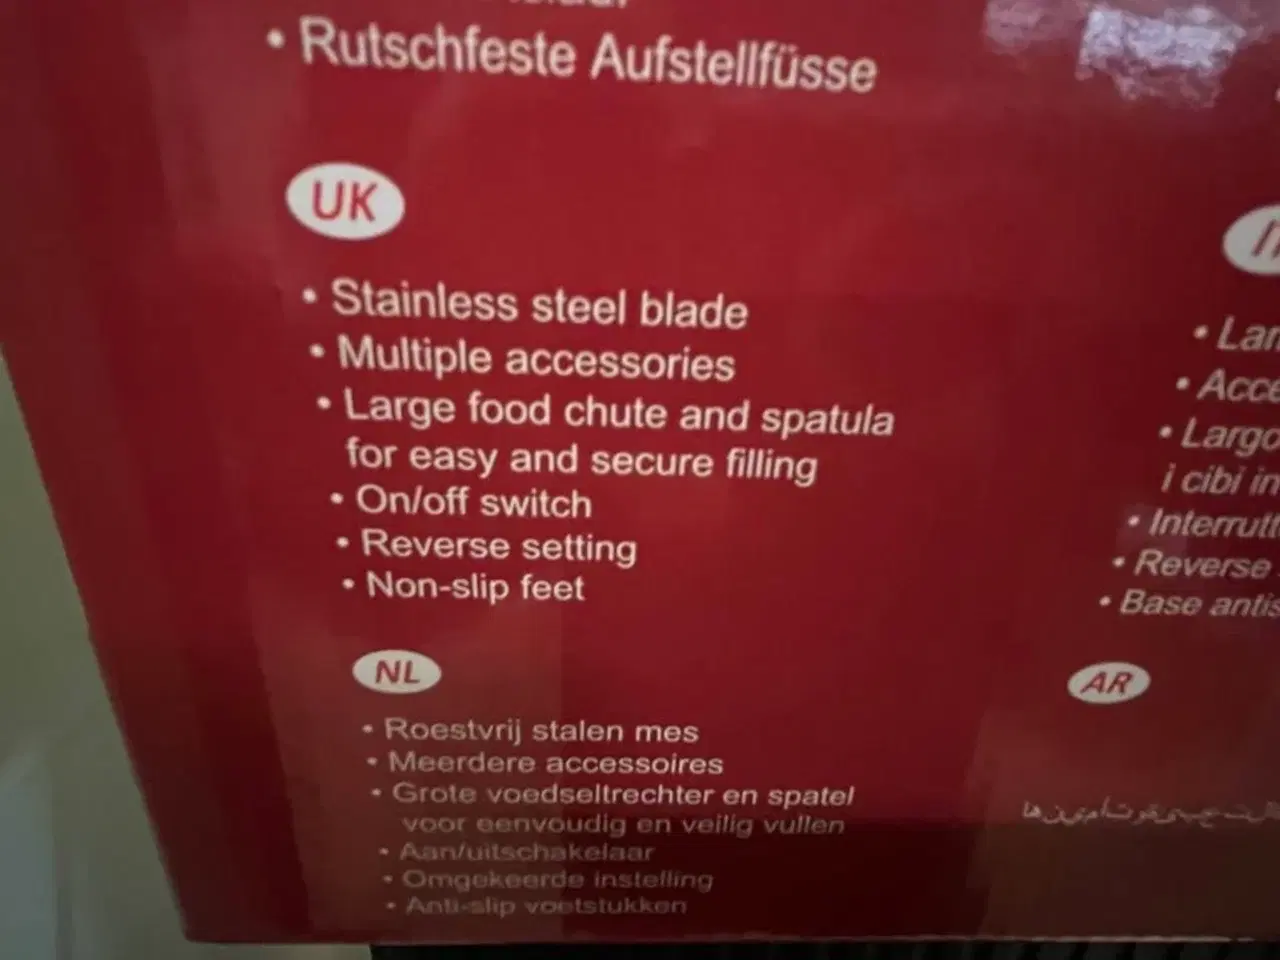 • Rutschfeste Aufstellfüsse
UK
• Stainless steel blade
• Multiple accessories
• Large food chute and spatula
for easy and secure filling
• On/off switch
• Reverse setting
• Non-slip feet
NL
• Roestvrij stalen mes
• Meerdere accessoires
• Grote voedseltrechter en spatel
voor eenvoudig en veilig vullen
• Aan/uitschakelaar
• Omgekeerde instelling
• Anti-slip voetstukken
•
•
•
i cibi in
•
• Reverse
• Base
AR